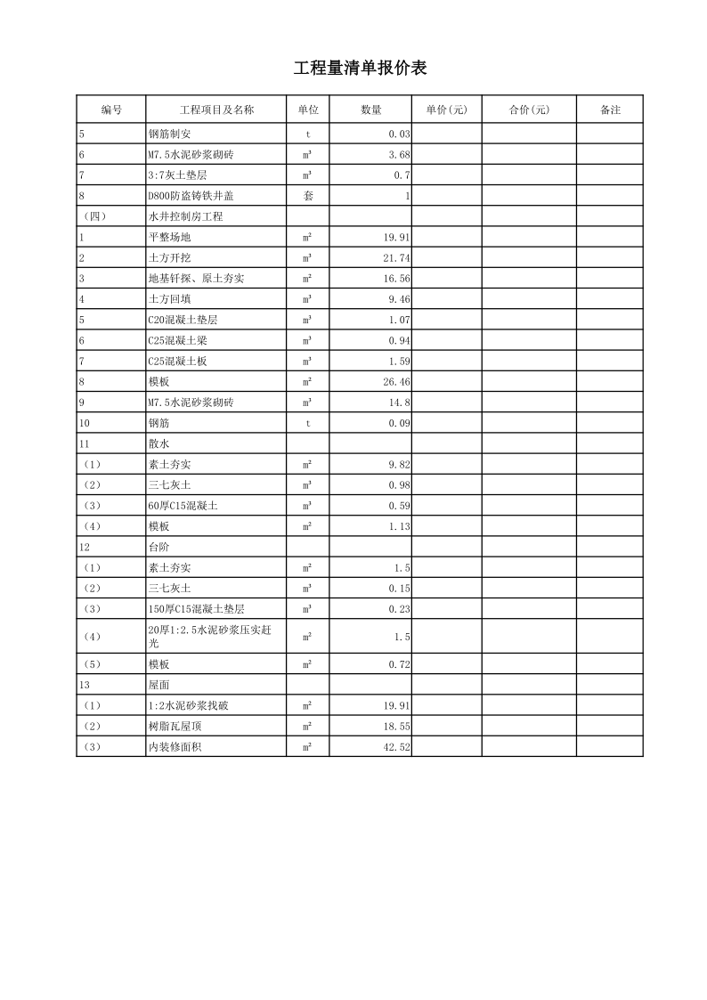 工程量清单报价表
编号 工程项目及名称 单位 数量 单价(元) 合价(元) 备注
5 钢筋制安 t 0.03
6 M7.5水泥砂浆砌砖 m³ 3.68
7 3:7灰土垫层 m³ 0.7
8 D800防盗铸铁井盖 套 1
（四） 水井控制房工程
1 平整场地 m² 19.91
2 土方开挖 m³ 21.74
3 地基钎探、原土夯实 m² 16.56
4 土方回填 m³ 9.46
5 C20混凝土垫层 m³ 1.07
6 C25混凝土梁 m³ 0.94
7 C25混凝土板 m³ 1.59
8 模板 m² 26.46
9 M7.5水泥砂浆砌砖 m³ 14.8
10 钢筋 t 0.09
11 散水
（1） 素土夯实 m² 9.82
（2） 三七灰土 m³ 0.98
（3） 60厚C15混凝土 m³ 0.59
（4） 模板 m² 1.13
12 台阶
（1） 素土夯实 m² 1.5
（2） 三七灰土 m³ 0.15
（3） 150厚C15混凝土垫层 m³ 0.23
（4） 20厚1:2.5水泥砂浆压实赶
光 m² 1.5
（5） 模板 m² 0.72
13 屋面
（1） 1:2水泥砂浆找破 m² 19.91
（2） 树脂瓦屋顶 m² 18.55
（3） 内装修面积 m² 42.52